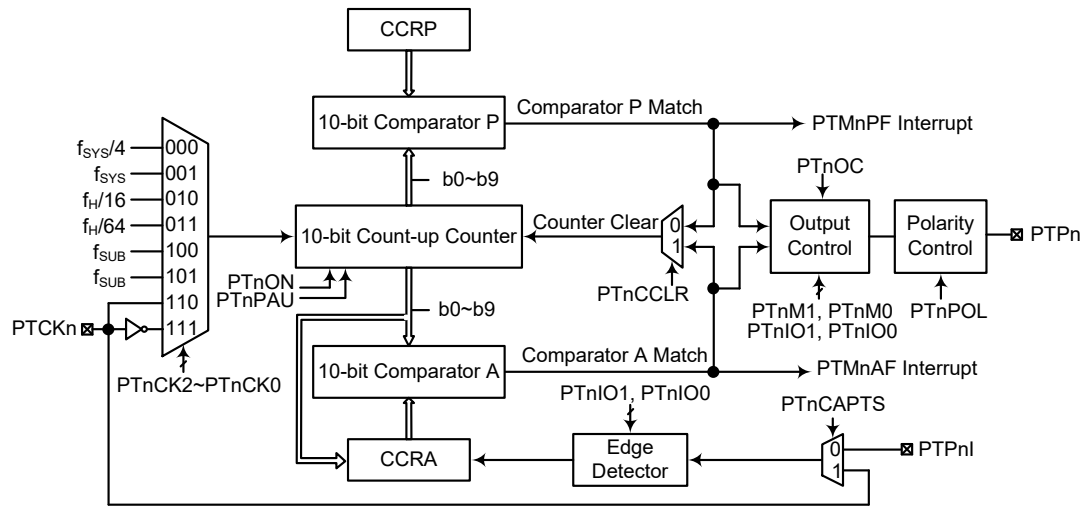 CCRP
10-bit Comparator P
Comparator P Match
PTMnPF Interrupt
b0~b9
fSYS/4
000
fSYS
001
fH/16
010
fH/64
011
fSUB
100
fSUB
101
110
111
PTCKn
PTnCK2~PTnCK0
10-bit Count-up Counter
PTnON
PTnPAU
Counter Clear
0
1
PTnCCLR
PTnOC
Output
Control
PTnM1, PTnM0
PTnIO1, PTnIO0
Polarity
Control
PTnPOL
PTPn
b0~b9
10-bit Comparator A
Comparator A Match
PTMnAF Interrupt
CCRA
PTnIO1, PTnIO0
Edge
Detector
PTnCAPTS
0
1
PTPnI